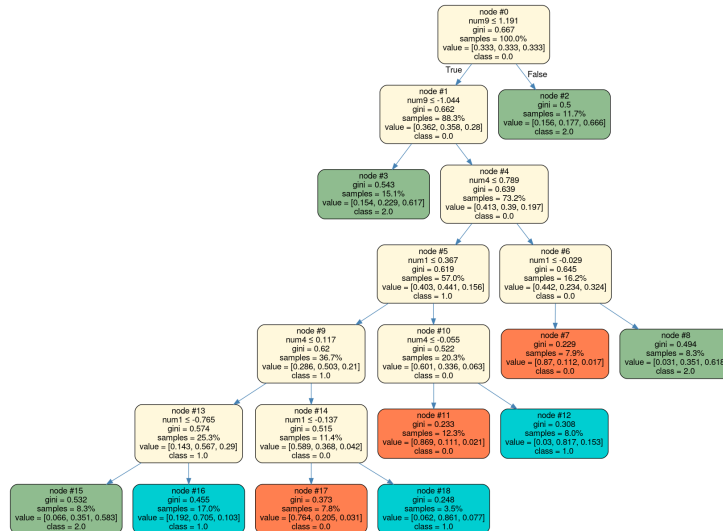 node #0
num9 ≤ 1.191
gini = 0.667
samples = 100.0%
value = [0.333, 0.333, 0.333]
class = 0.0
True
False
node #1
num9 ≤ -1.044
gini = 0.662
samples = 88.3%
value = [0.362, 0.358, 0.28]
class = 0.0
node #2
gini = 0.5
samples = 11.7%
value = [0.156, 0.177, 0.666]
class = 2.0
node #3
gini = 0.543
samples = 15.1%
value = [0.154, 0.229, 0.617]
class = 2.0
node #4
num4 ≤ 0.789
gini = 0.639
samples = 73.2%
value = [0.413, 0.39, 0.197]
class = 0.0
node #5
num1 ≤ 0.367
gini = 0.619
samples = 57.0%
value = [0.403, 0.441, 0.156]
class = 1.0
node #6
num1 ≤ -0.029
gini = 0.645
samples = 16.2%
value = [0.442, 0.234, 0.324]
class = 0.0
node #9
num4 ≤ 0.117
gini = 0.62
samples = 36.7%
value = [0.286, 0.503, 0.21]
class = 1.0
node #10
num4 ≤ -0.055
gini = 0.522
samples = 20.3%
value = [0.601, 0.336, 0.063]
class = 0.0
node #7
gini = 0.229
samples = 7.9%
value = [0.87, 0.112, 0.017]
class = 0.0
node #8
gini = 0.494
samples = 8.3%
value = [0.031, 0.351, 0.618]
class = 2.0
node #13
num1 ≤ -0.765
gini = 0.574
samples = 25.3%
value = [0.143, 0.567, 0.29]
class = 1.0
node #14
num1 ≤ -0.137
gini = 0.515
samples = 11.4%
value = [0.589, 0.368, 0.042]
class = 0.0
node #11
gini = 0.233
samples = 12.3%
value = [0.869, 0.111, 0.021]
class = 0.0
node #12
gini = 0.308
samples = 8.0%
value = [0.03, 0.817, 0.153]
class = 1.0
node #15
gini = 0.532
samples = 8.3%
value = [0.066, 0.351, 0.583]
class = 2.0
node #16
gini = 0.455
samples = 17.0%
value = [0.192, 0.705, 0.103]
class = 1.0
node #17
gini = 0.373
samples = 7.8%
value = [0.764, 0.205, 0.031]
class = 0.0
node #18
gini = 0.248
samples = 3.5%
value = [0.062, 0.861, 0.077]
class = 1.0